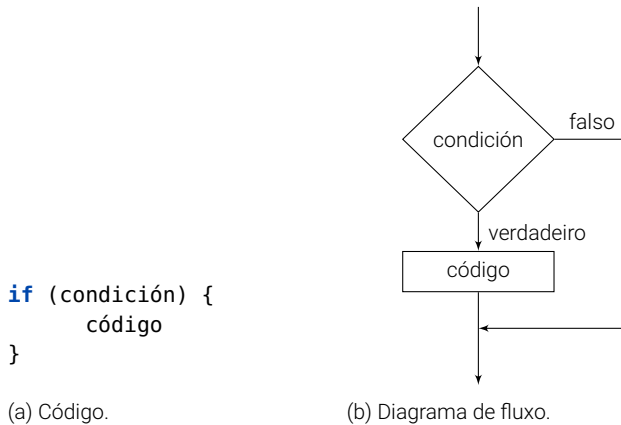 if (condición) {
código
}
(a) Código.
condición
falso
verdadeiro
código
(b) Diagrama de fluxo.